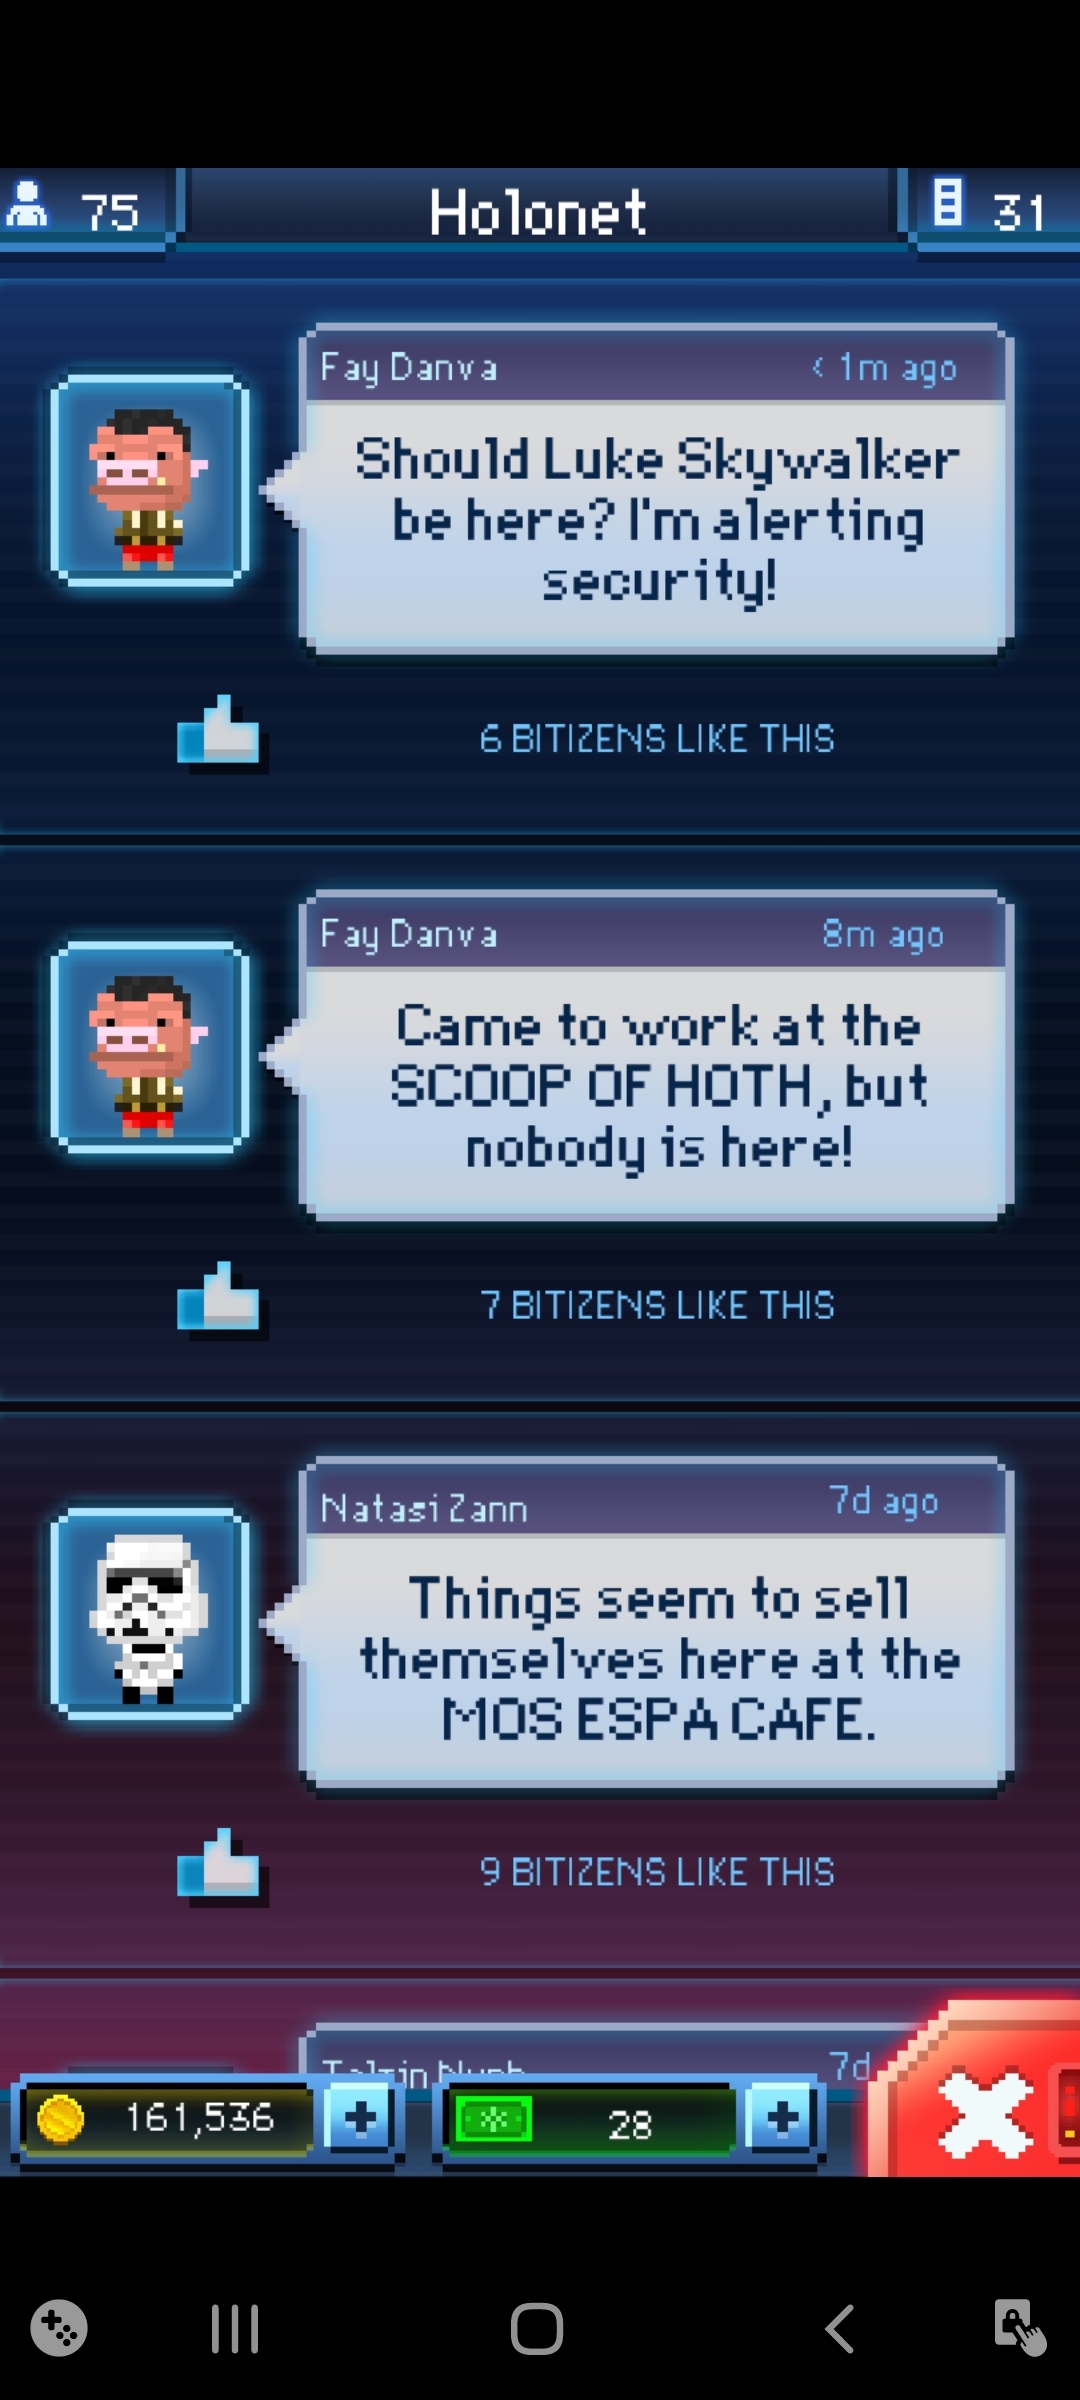 75
Holonet
31
Fay Danva
< 1m ago
Should Luke Skywalker
be here? I'm alerting
security!
6 BITIZENS LIKE THIS
Fay Danva
8m ago
Came to work at the
SCOOP OF HOTH, but
nobody is here!
7 BITIZENS LIKE THIS
Natasi Zann
7d ago
Things seem to sell
themselves here at the
MOS ESPA CAFE.
9 BITIZENS LIKE THIS
7d
161,536
28